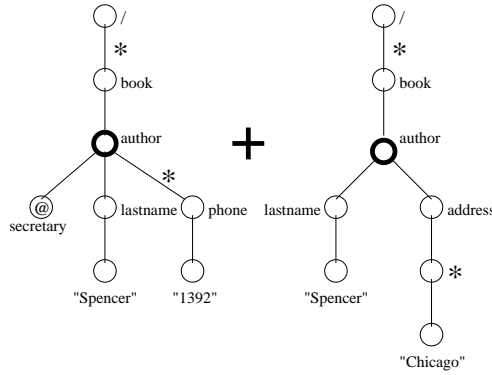 /
*
book
author
*
@
secretary
lastname
phone
"Spencer"
"1392"
+
/
*
book
author
lastname
address
*
"Spencer"
"Chicago"